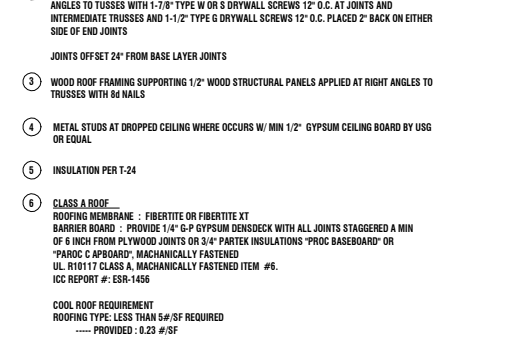 ANGLES TO TUSSES WITH 1-7/8" TYPE W OR S DRYWALL SCREWS 12" O.C. AT JOINTS AND
INTERMEDIATE TRUSSES AND 1-1/2" TYPE G DRYWALL SCREWS 12" O.C. PLACED 2" BACK ON EITHER
SIDE OF END JOINTS
JOINTS OFFSET 24" FROM BASE LAYER JOINTS
3 WOOD ROOF FRAMING SUPPORTING 1/2" WOOD STRUCTURAL PANELS APPLIED AT RIGHT ANGLES TO
TRUSSES WITH 8d NAILS
4 METAL STUDS AT DROPPED CEILING WHERE OCCURS W/ MIN 1/2" GYPSUM CEILING BOARD BY USG
OR EQUAL
5 INSULATION PER T-24
6 CLASS A ROOF
ROOFING MEMBRANE : FIBERTITE OR FIBERTITE XT
BARRIER BOARD : PROVIDE 1/4" G-P GYPSUM DENSDECK WITH ALL JOINTS STAGGERED A MIN
OF 6 INCH FROM PLYWOOD JOINTS OR 3/4" PARTEK INSULATIONS "PROC BASEBOARD" OR
"PAROC C APBOARD", MACHANICALLY FASTENED
UL. R10117 CLASS A, MACHANICALLY FASTENED ITEM #6.
ICC REPORT #: ESR-1456
COOL ROOF REQUIREMENT
ROOFING TYPE: LESS THAN 5#/SF REQUIRED
----- PROVIDED : 0.23 #/SF